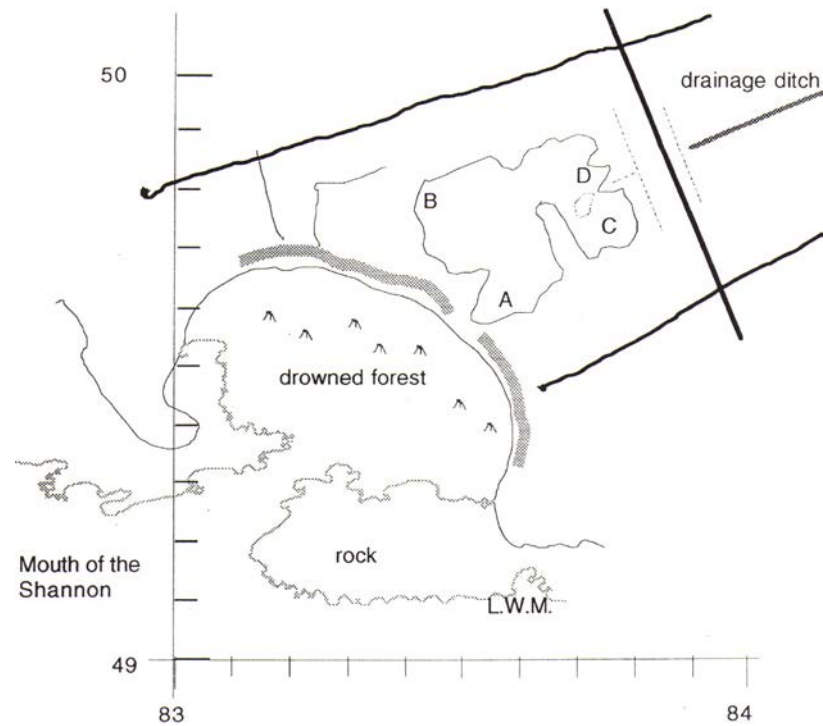 50
drainage ditch
D
B
C
A
drowned forest
rock
Mouth of the
Shannon
L.W.M.
49
83
84